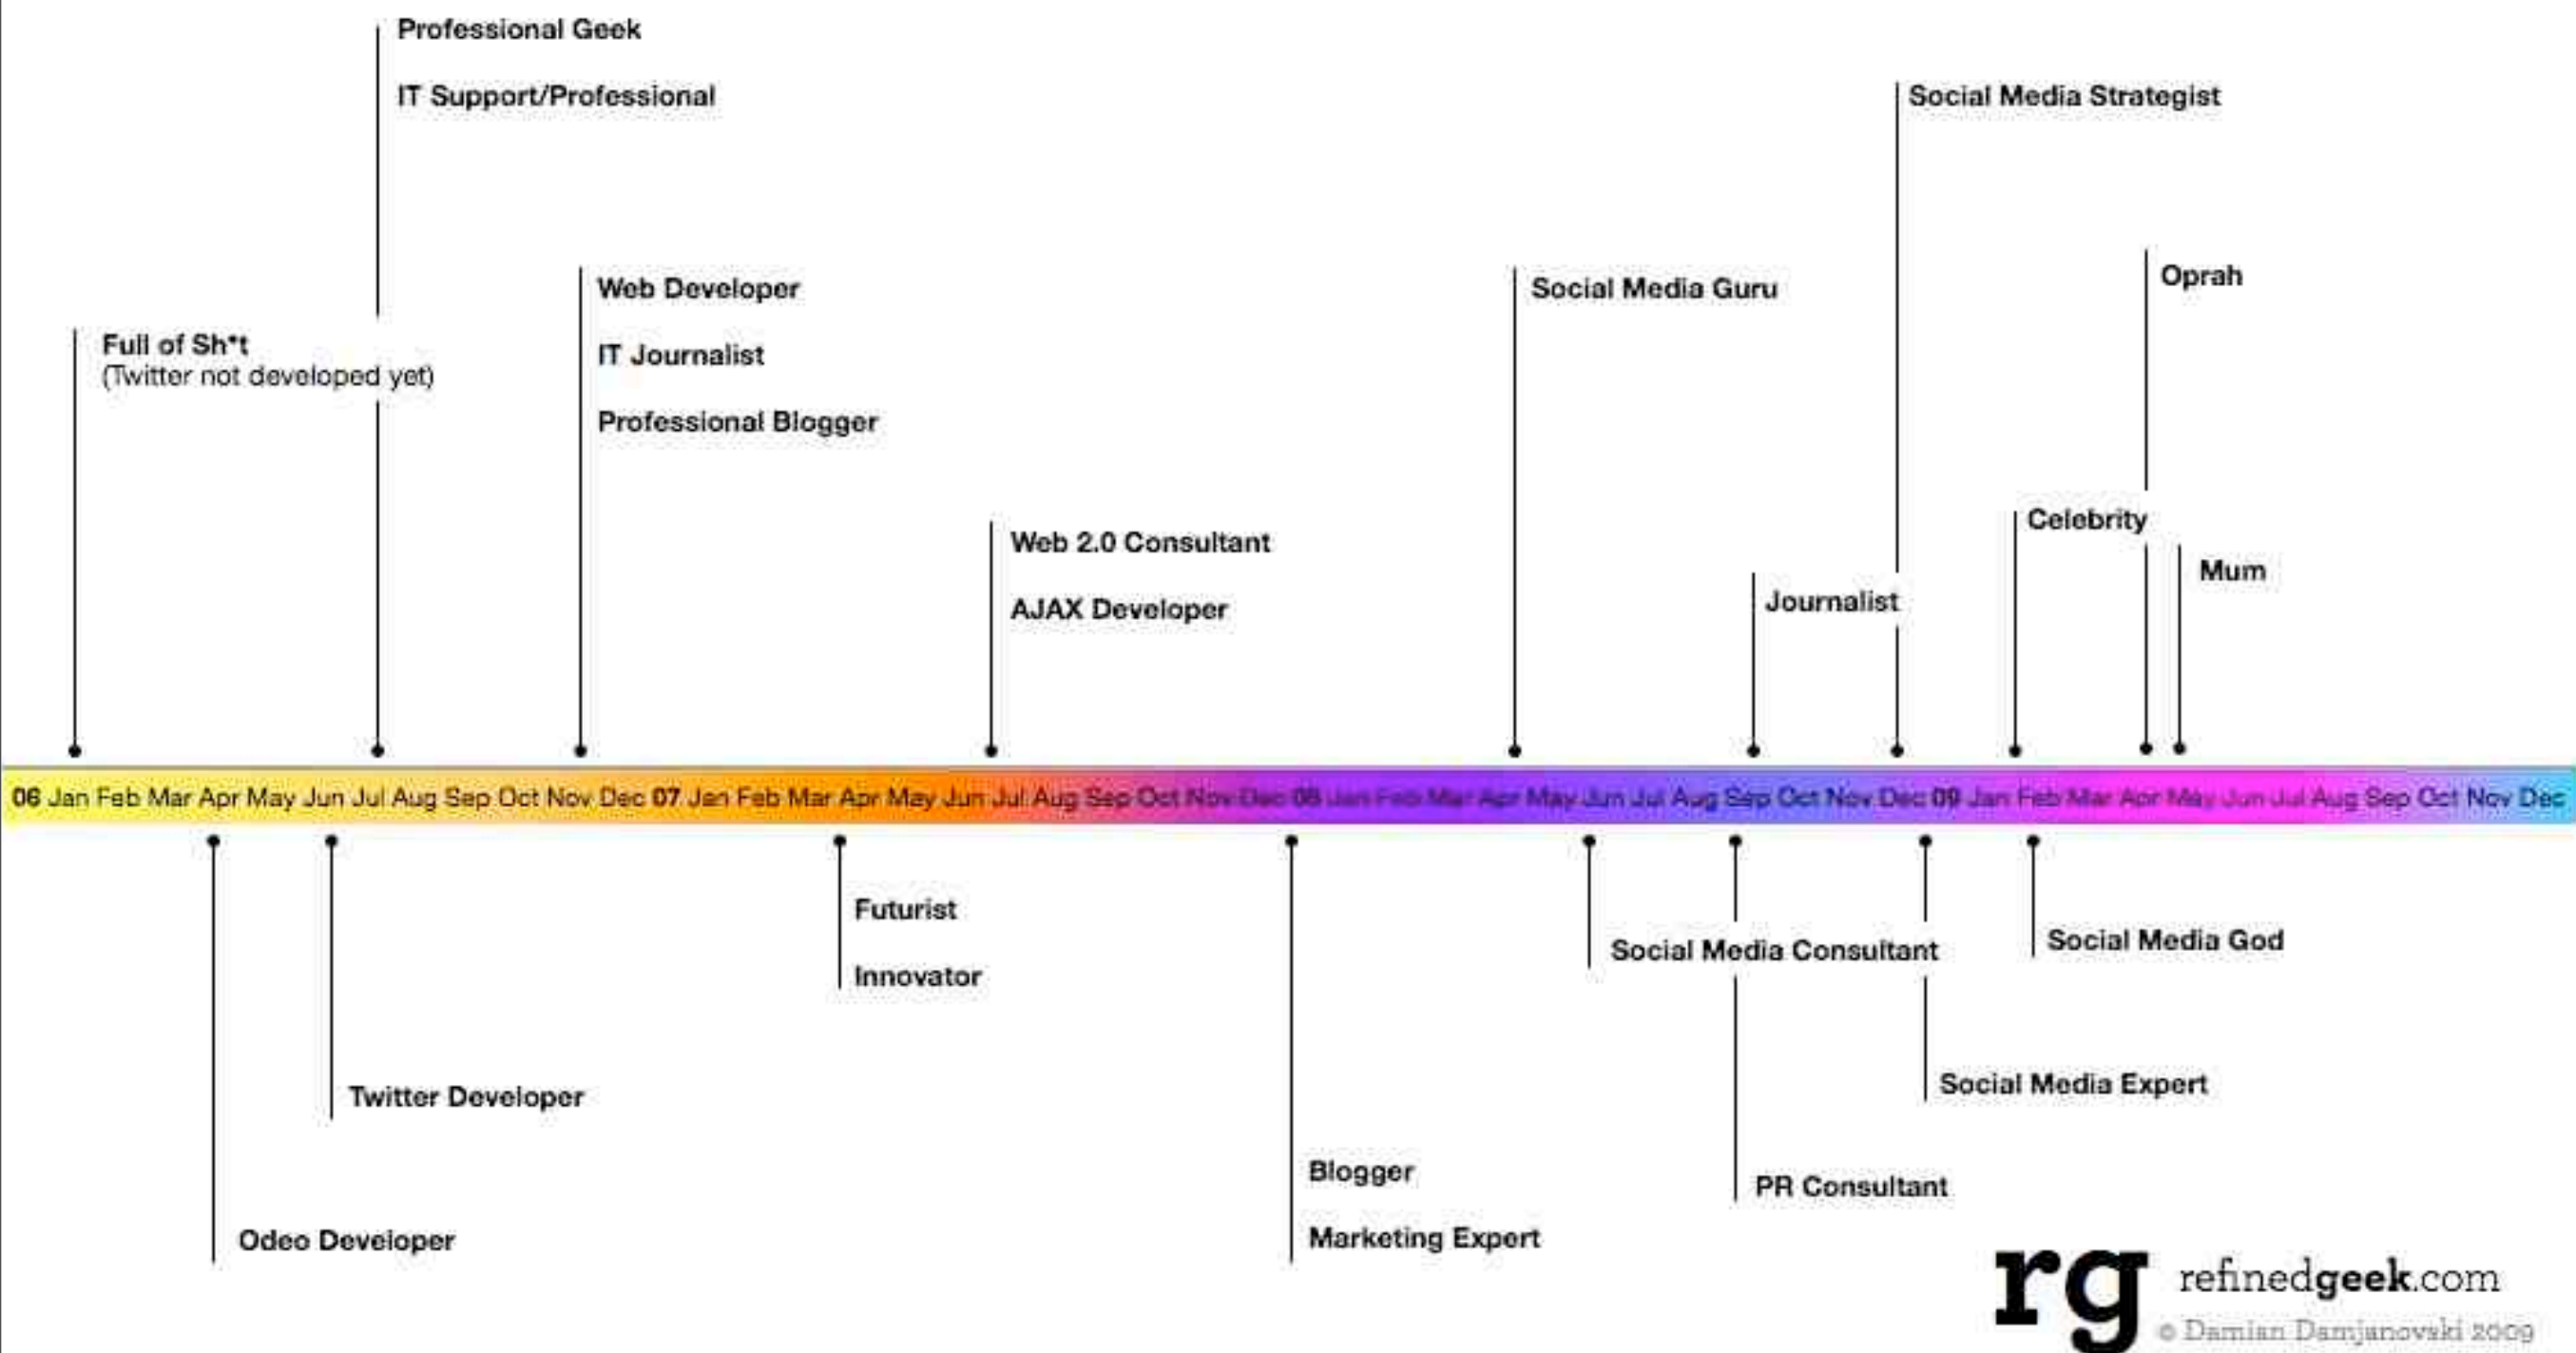 Professional Geek
IT Support/Professional
Social Media Strategist
Oprah
Web Developer
Social Media Guru
Full of Sh*t
(Twitter not developed yet)
IT Journalist
Professional Blogger
Celebrity
Web 2.0 Consultant
Mum
Journalist
AJAX Developer
06 Jan Feb Mar Apr May Jun Jul Aug Sep Oct Nov Dec 07 Jan Feb Mar Apr May Jun Jul Aug Sep Oct Nov Dec 08 Jan Feb Mar Apr May Jun Jul Aug Sep Oct Nov Dec 09 Jan Feb Mar Apr May Jun Jul Aug Sep Oct Nov Dec
Futurist
Innovator
Social Media Consultant
Social Media God
Twitter Developer
Social Media Expert
Blogger
PR Consultant
Odeo Developer
Marketing Expert
rg refinedgeek.com
© Damian Damjanovski 2009